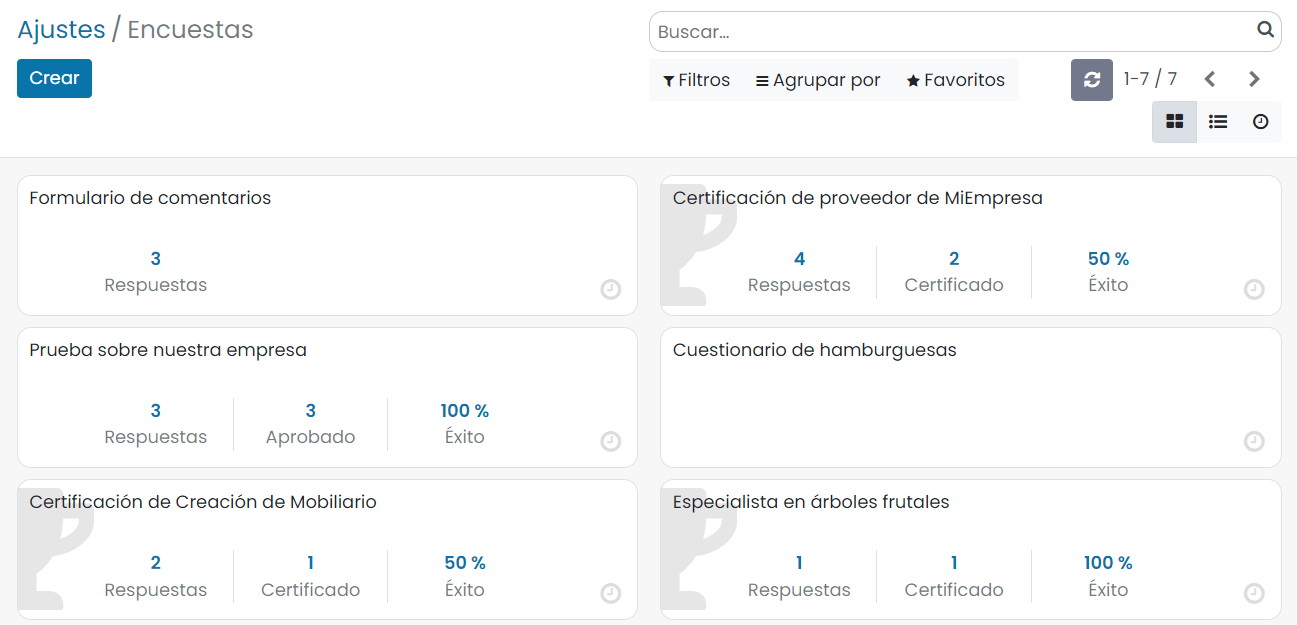 Ajustes / Encuestas
Buscar...
Crear
Filtros Agrupar por Favoritos
1-7 / 7
Formulario de comentarios
3
Respuestas
Certificación de proveedor de MiEmpresa
4 2 50 %
Respuestas Certificado Éxito
Prueba sobre nuestra empresa
3 3 100 %
Respuestas Aprobado Éxito
Cuestionario de hamburguesas
Certificación de Creación de Mobiliario
2 1 50 %
Respuestas Certificado Éxito
Especialista en árboles frutales
1 1 100 %
Respuestas Certificado Éxito